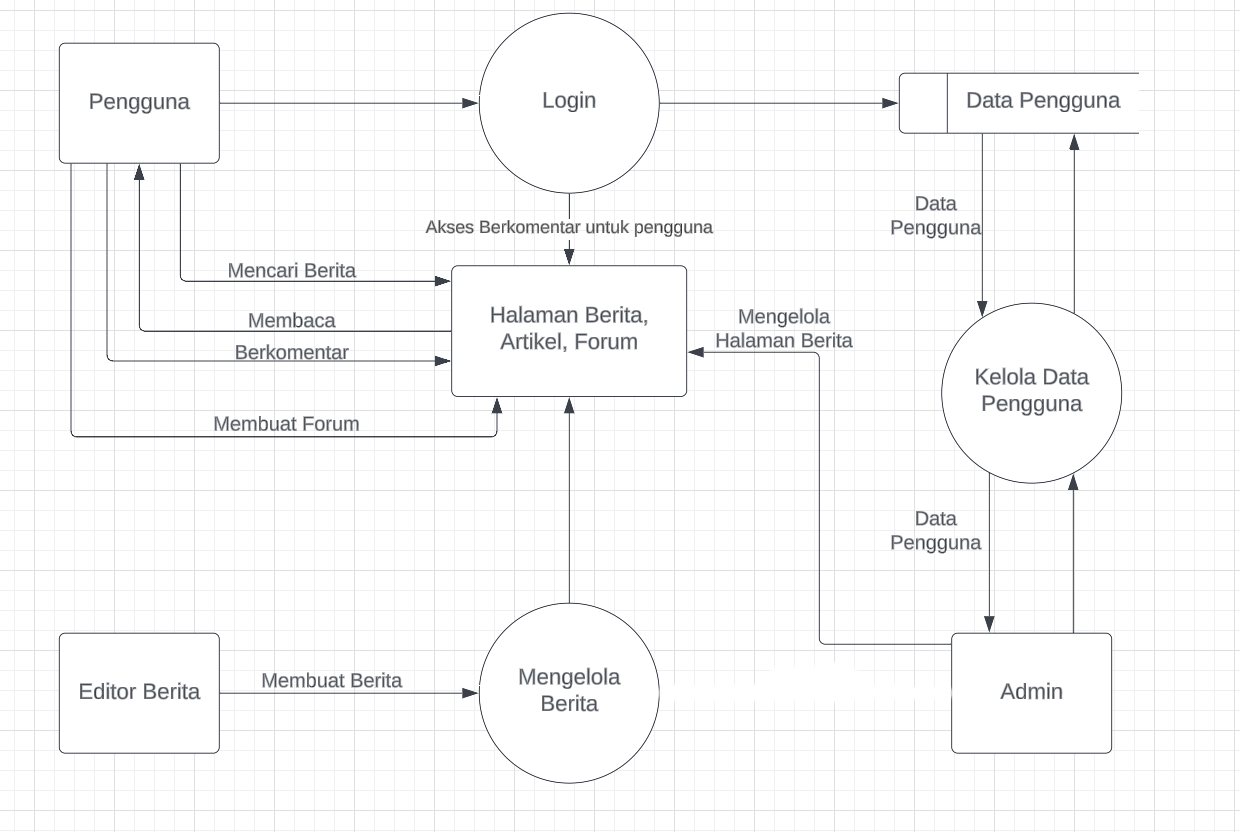 Pengguna
Login
Data Pengguna
Data
Pengguna
Akses Berkomentar untuk pengguna
Mencari Berita
Membaca
Berkomentar
Membuat Forum
Halaman Berita,
Artikel, Forum
Mengelola
Halaman Berita
Kelola Data
Pengguna
Data
Pengguna
Editor Berita
Membuat Berita
Mengelola
Berita
Admin